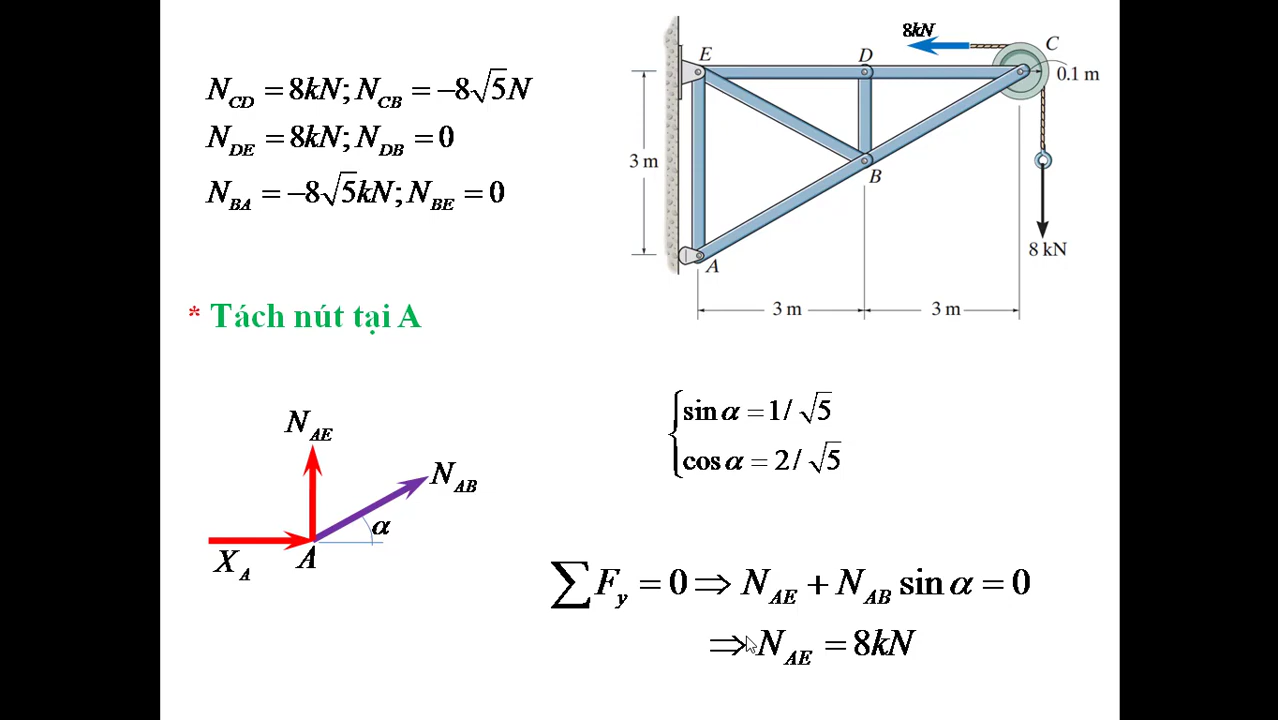 N_CD = 8kN; N_CB = −8√5N
N_DE = 8kN; N_DB = 0
N_BA = −8√5kN; N_BE = 0
8kN
C
E
D
0.1 m
3 m
B
8 kN
A
3 m
3 m
* Tách nút tại A
sin α = 1/√5
cos α = 2/√5
N_AE
N_AB
α
X_A
A
∑F_y = 0 ⇒ N_AE + N_AB sin α = 0
⇒ N_AE = 8kN